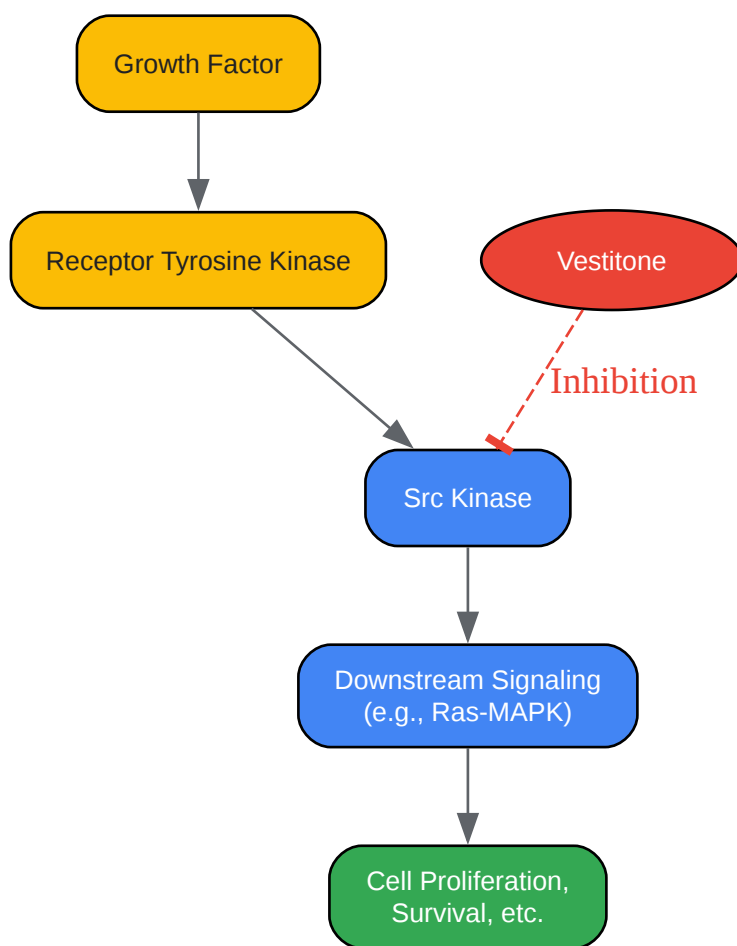 Growth Factor
Receptor Tyrosine Kinase
Vestitone
Inhibition
Src Kinase
Downstream Signaling
(e.g., Ras-MAPK)
Cell Proliferation,
Survival, etc.